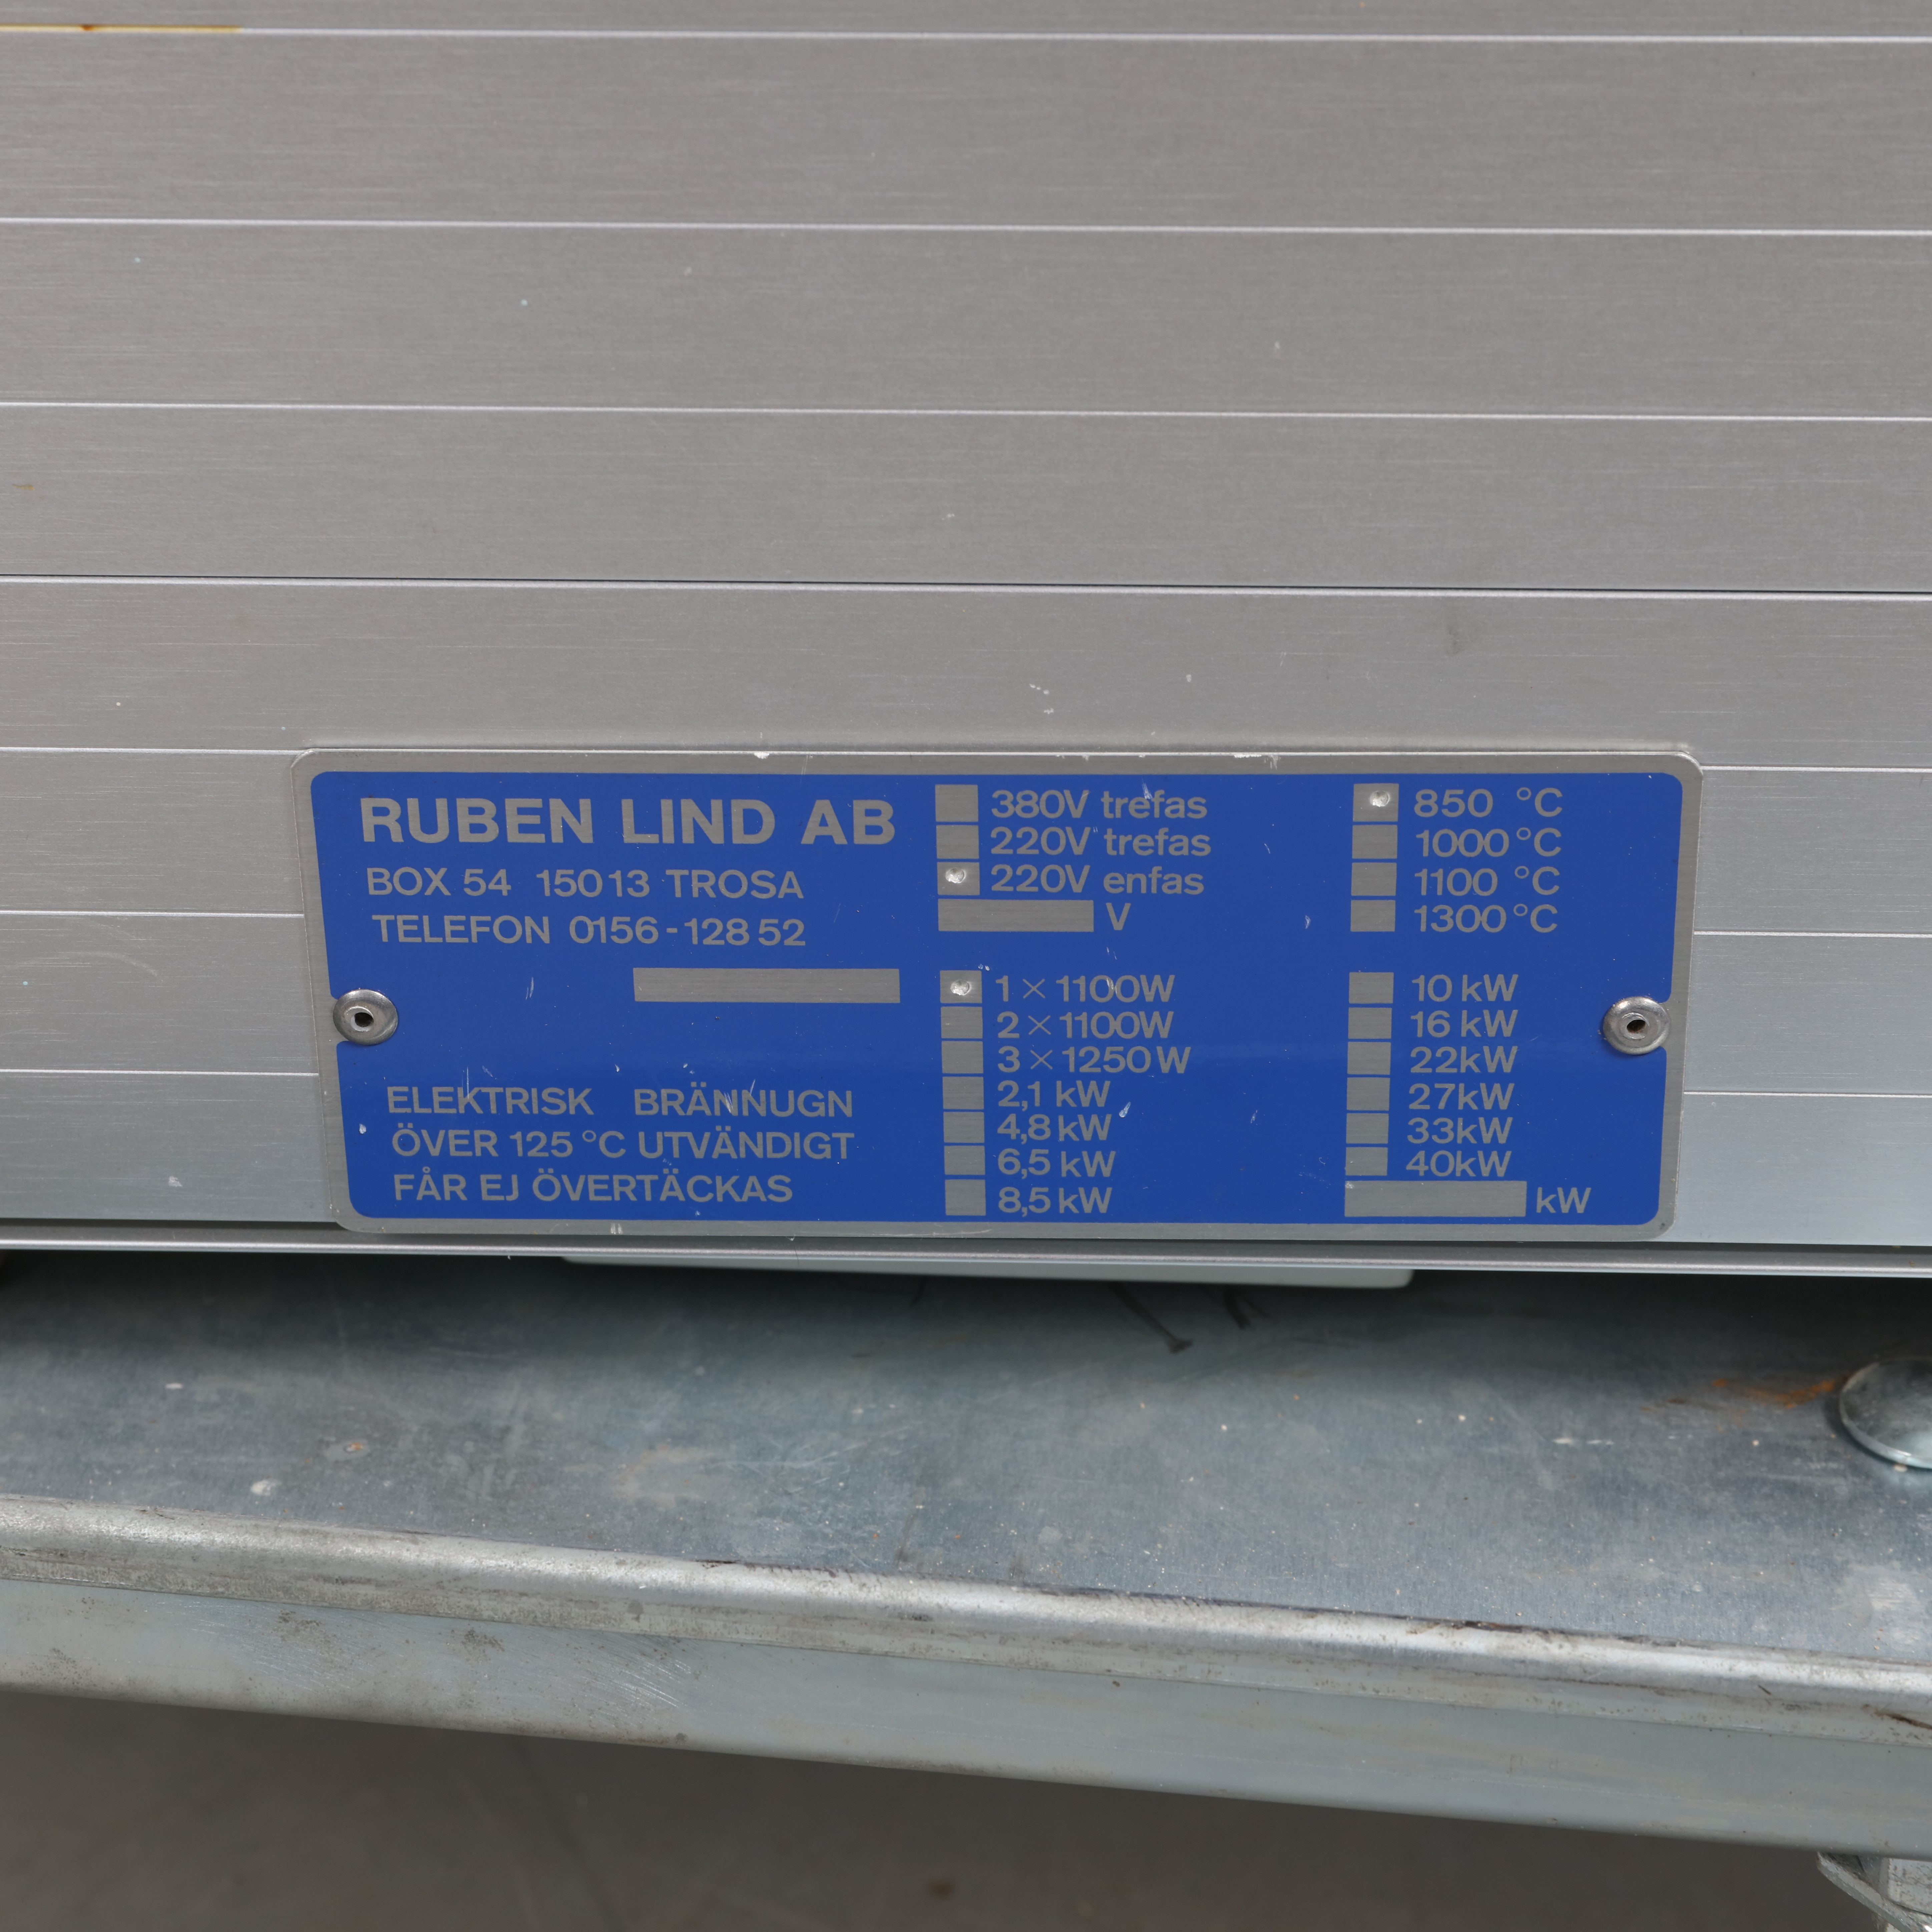 RUBEN LIND AB
BOX 54 150 13 TROSA
TELEFON 0156-128 52
ELEKTRISK BRÄNNUGN
ÖVER 125 °C UTVÄNDIGT
FÅR EJ ÖVERTÄCKAS
380V trefas
220V trefas
220V enfas
V
1 × 1100W
2 × 1100W
3 × 1250W
2,1 kW
4,8 kW
6,5 kW
8,5 kW
850 °C
1000 °C
1100 °C
1300 °C
10 kW
16 kW
22kW
27kW
33kW
40kW
kW